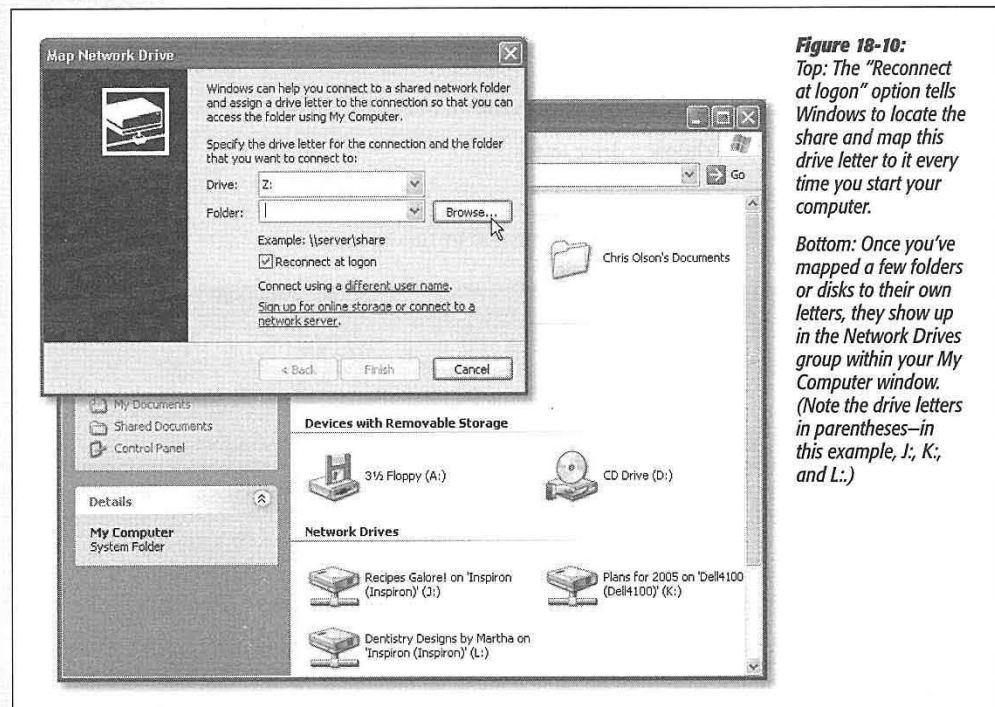 Map Network Drive
Windows can help you connect to a shared network folder
and assign a drive letter to the connection so that you can
access the folder using My Computer.
Specify the drive letter for the connection and the folder
that you want to connect to:
Drive: Z:
Folder:
Browse...
Example: \\server\share
Reconnect at logon
Connect using a different user name.
Sign up for online storage or connect to a
network server.
< Back
Finish
Cancel
Go
Chris Olson's Documents
My Documents
Shared Documents
Control Panel
Details
My Computer
System Folder
Devices with Removable Storage
3½ Floppy (A:)
CD Drive (D:)
Network Drives
Recipes Galore! on 'Inspiron
(Inspiron)' (J:)
Plans for 2005 on 'Dell4100
(Dell4100)' (K:)
Dentistry Designs by Martha on
'Inspiron (Inspiron)' (L:)
Figure 18-10:
Top: The "Reconnect
at logon" option tells
Windows to locate the
share and map this
drive letter to it every
time you start your
computer.
Bottom: Once you've
mapped a few folders
or disks to their own
letters, they show up
in the Network Drives
group within your My
Computer window.
(Note the drive letters
in parentheses—in
this example, J:, K:,
and L:.)